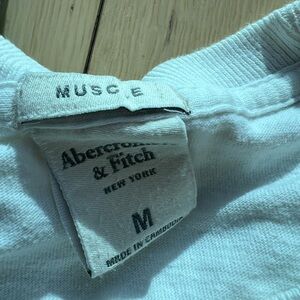 MUSC E
Abercrombie
& Fitch
NEW YORK
M
MADE IN CAMBODIA